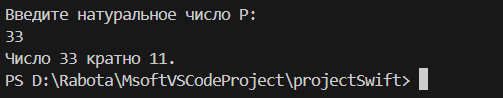 Введите натуральное число P:
33
Число 33 кратно 11.
PS D:\Rabota\MsoftVSCodeProject\projectSwift>